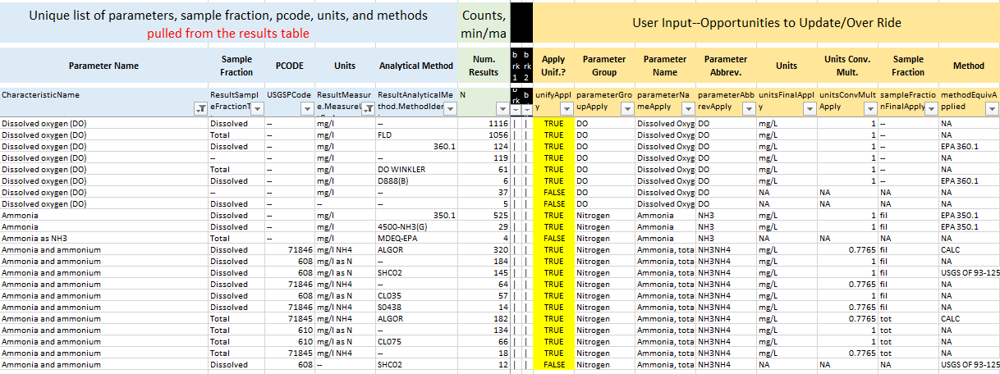 Unique list of parameters, sample fraction, pcode, units, and methods
pulled from the results table
Counts,
min/ma
User Input--Opportunities to Update/Over Ride
Parameter Name Sample Fraction PCODE Units Analytical Method Num. Results b rk 1 b rk 2 Apply Unif.? Parameter Group Parameter Name Parameter Abbrev. Units Units Conv. Mult. Sample Fraction Method
CharacteristicName ResultSampl eFractionT USGSPCode ResultMeasur e.MeasureU ResultAnalyticalMe thod.MethodIder N b rk b unifyAppl y parameterGro upApply parameterNa meApply parameterAbb revApply unitsFinalAppl y unitsConvMult Apply sampleFractio nFinalApply methodEquivA pplied
Dissolved oxygen (DO) Dissolved -- mg/l -- 1116 | | TRUE DO Dissolved Oxyg DO mg/L 1 -- NA
Dissolved oxygen (DO) Total -- mg/l FLD 1056 | | TRUE DO Dissolved Oxyg DO mg/L 1 -- NA
Dissolved oxygen (DO) Dissolved -- mg/l 360.1 124 | | TRUE DO Dissolved Oxyg DO mg/L 1 -- EPA 360.1
Dissolved oxygen (DO) -- -- mg/l -- 119 | | TRUE DO Dissolved Oxyg DO mg/L 1 -- NA
Dissolved oxygen (DO) Total -- mg/l DO WINKLER 61 | | TRUE DO Dissolved Oxyg DO mg/L 1 -- NA
Dissolved oxygen (DO) Dissolved -- mg/l D888(B) 6 | | TRUE DO Dissolved Oxyg DO mg/L 1 -- EPA 360.1
Dissolved oxygen (DO) -- -- mg/l -- 37 | | FALSE DO Dissolved Oxyg DO NA NA NA NA
Dissolved oxygen (DO) Dissolved -- -- -- 5 | | FALSE DO Dissolved Oxyg DO NA NA NA NA
Ammonia Dissolved -- mg/l 350.1 525 | | TRUE Nitrogen Ammonia NH3 mg/L 1 fil EPA 350.1
Ammonia Dissolved -- mg/l 4500-NH3(G) 29 | | TRUE Nitrogen Ammonia NH3 mg/L 1 fil EPA 350.1
Ammonia as NH3 Total -- mg/l MDEQ-EPA 4 | | FALSE Nitrogen Ammonia NH3 NA NA NA NA
Ammonia and ammonium Dissolved 71846 mg/l NH4 ALGOR 320 | | TRUE Nitrogen Ammonia, tota NH3NH4 mg/L 0.7765 fil CALC
Ammonia and ammonium Dissolved 608 mg/l as N -- 184 | | TRUE Nitrogen Ammonia, tota NH3NH4 mg/L 1 fil NA
Ammonia and ammonium Dissolved 608 mg/l as N SHC02 145 | | TRUE Nitrogen Ammonia, tota NH3NH4 mg/L 1 fil USGS OF 93-125
Ammonia and ammonium Dissolved 71846 mg/l NH4 -- 64 | | TRUE Nitrogen Ammonia, tota NH3NH4 mg/L 0.7765 fil NA
Ammonia and ammonium Dissolved 608 mg/l as N CL035 57 | | TRUE Nitrogen Ammonia, tota NH3NH4 mg/L 1 fil NA
Ammonia and ammonium Dissolved 71846 mg/l NH4 S0438 14 | | TRUE Nitrogen Ammonia, tota NH3NH4 mg/L 0.7765 fil NA
Ammonia and ammonium Total 71845 mg/l NH4 ALGOR 182 | | TRUE Nitrogen Ammonia, tota NH3NH4 mg/L 0.7765 tot CALC
Ammonia and ammonium Total 610 mg/l as N -- 134 | | TRUE Nitrogen Ammonia, tota NH3NH4 mg/L 1 tot NA
Ammonia and ammonium Total 610 mg/l as N CL075 66 | | TRUE Nitrogen Ammonia, tota NH3NH4 mg/L 1 tot NA
Ammonia and ammonium Total 71845 mg/l NH4 -- 18 | | TRUE Nitrogen Ammonia, tota NH3NH4 mg/L 0.7765 tot NA
Ammonia and ammonium Dissolved 608 -- SHC02 12 | | FALSE Nitrogen Ammonia, tota NH3NH4 NA NA NA USGS OF 93-125